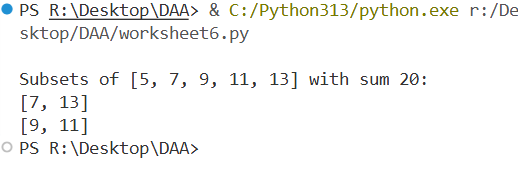 PS R:\Desktop\DAA> & C:/Python313/python.exe r:/De
sktop/DAA/worksheet6.py
Subsets of [5, 7, 9, 11, 13] with sum 20:
[7, 13]
[9, 11]
PS R:\Desktop\DAA>